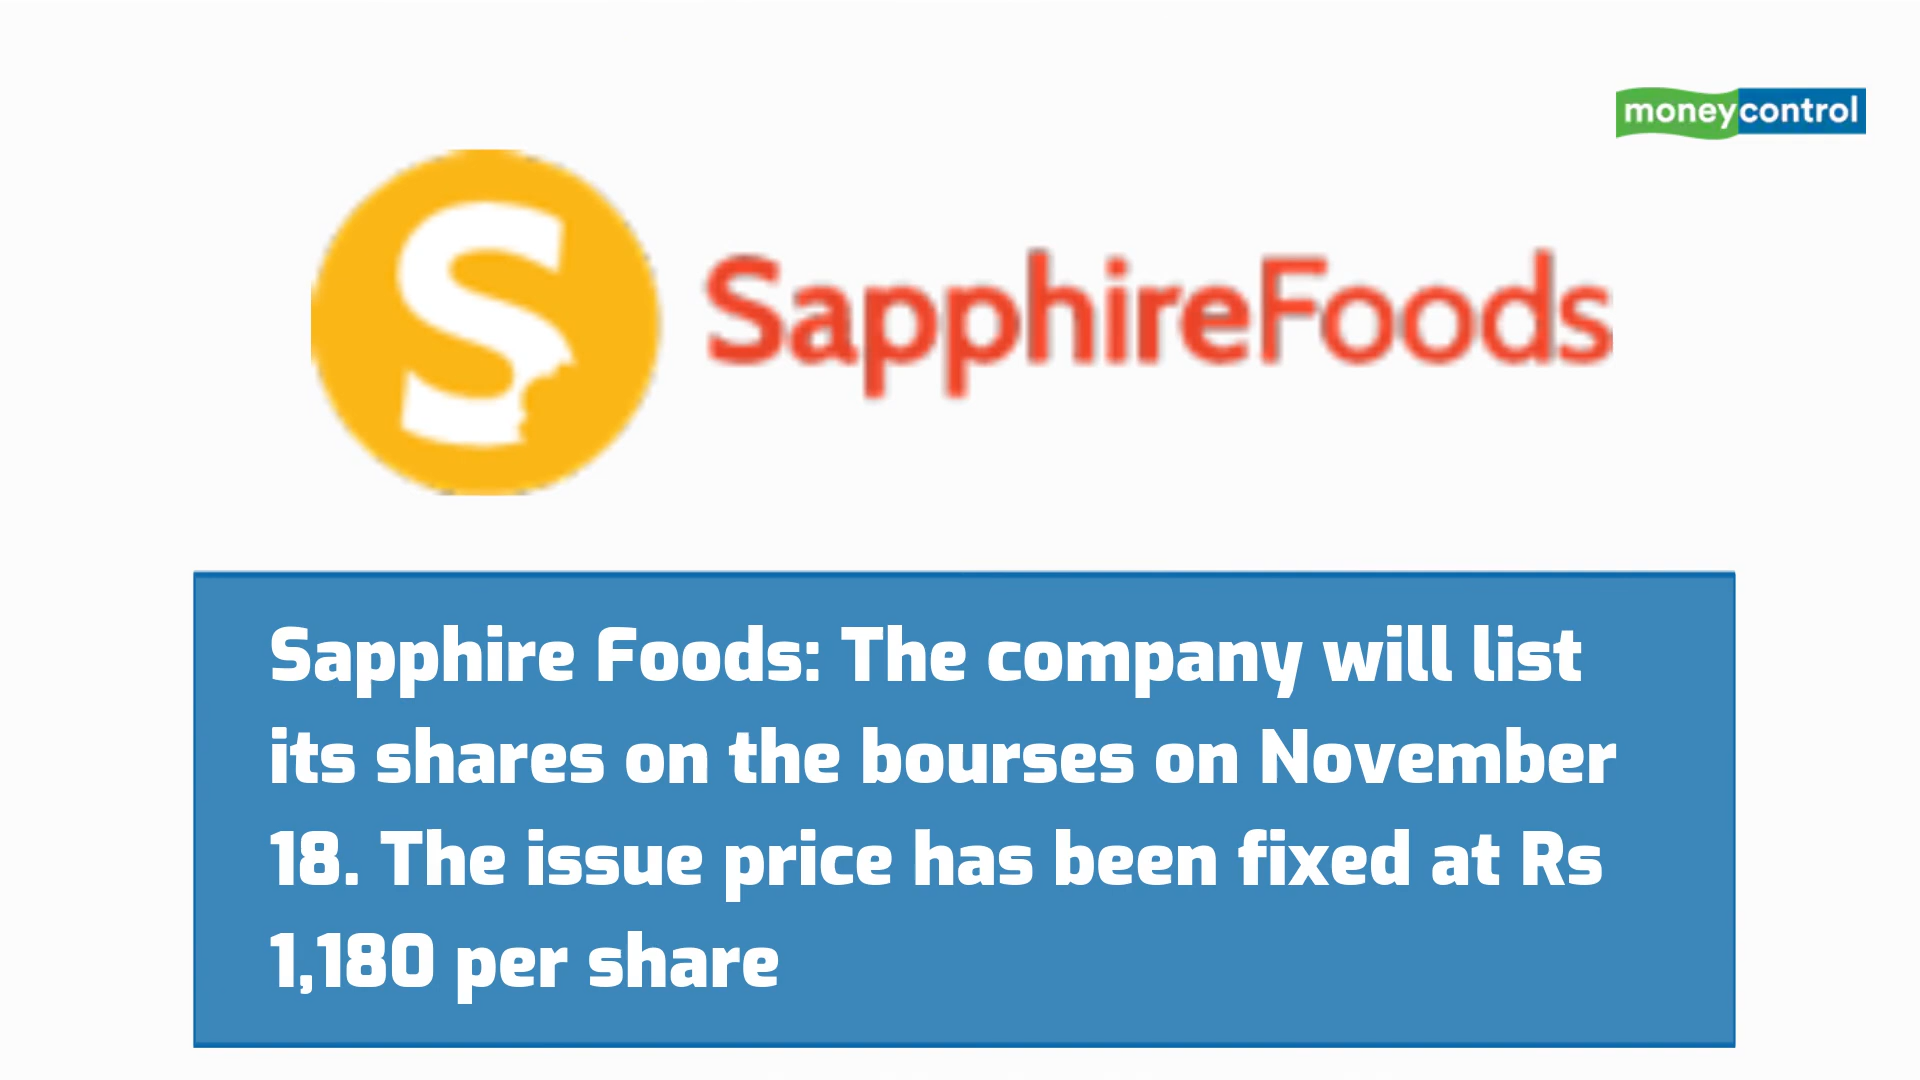 moneycontrol
S
SapphireFoods
Sapphire Foods: The company will list
its shares on the bourses on November
18. The issue price has been fixed at Rs
1,180 per share